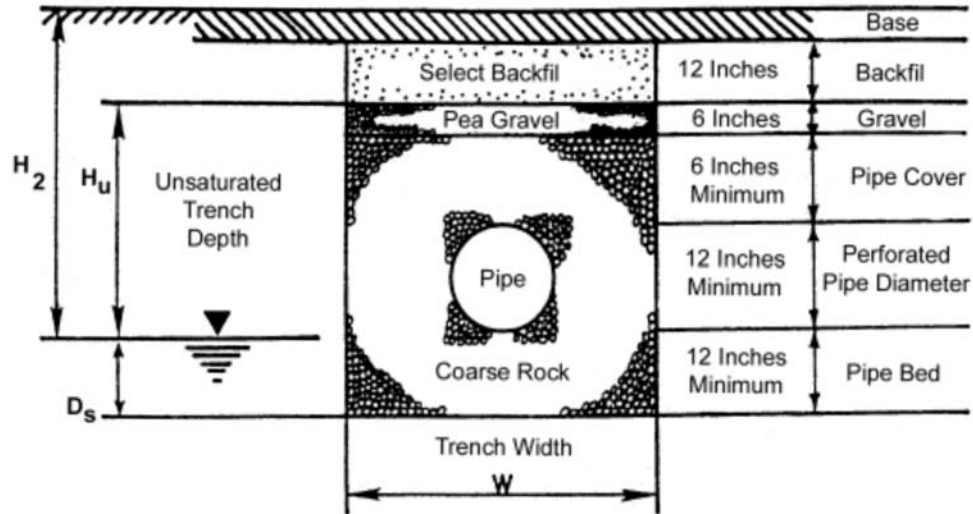 Base
Select Backfil
12 Inches
Backfil
Pea Gravel
6 Inches
Gravel
H2
Hu
Unsaturated
Trench
Depth
6 Inches
Minimum
Pipe Cover
Pipe
12 Inches
Minimum
Perforated
Pipe Diameter
Coarse Rock
12 Inches
Minimum
Pipe Bed
Ds
Trench Width
W